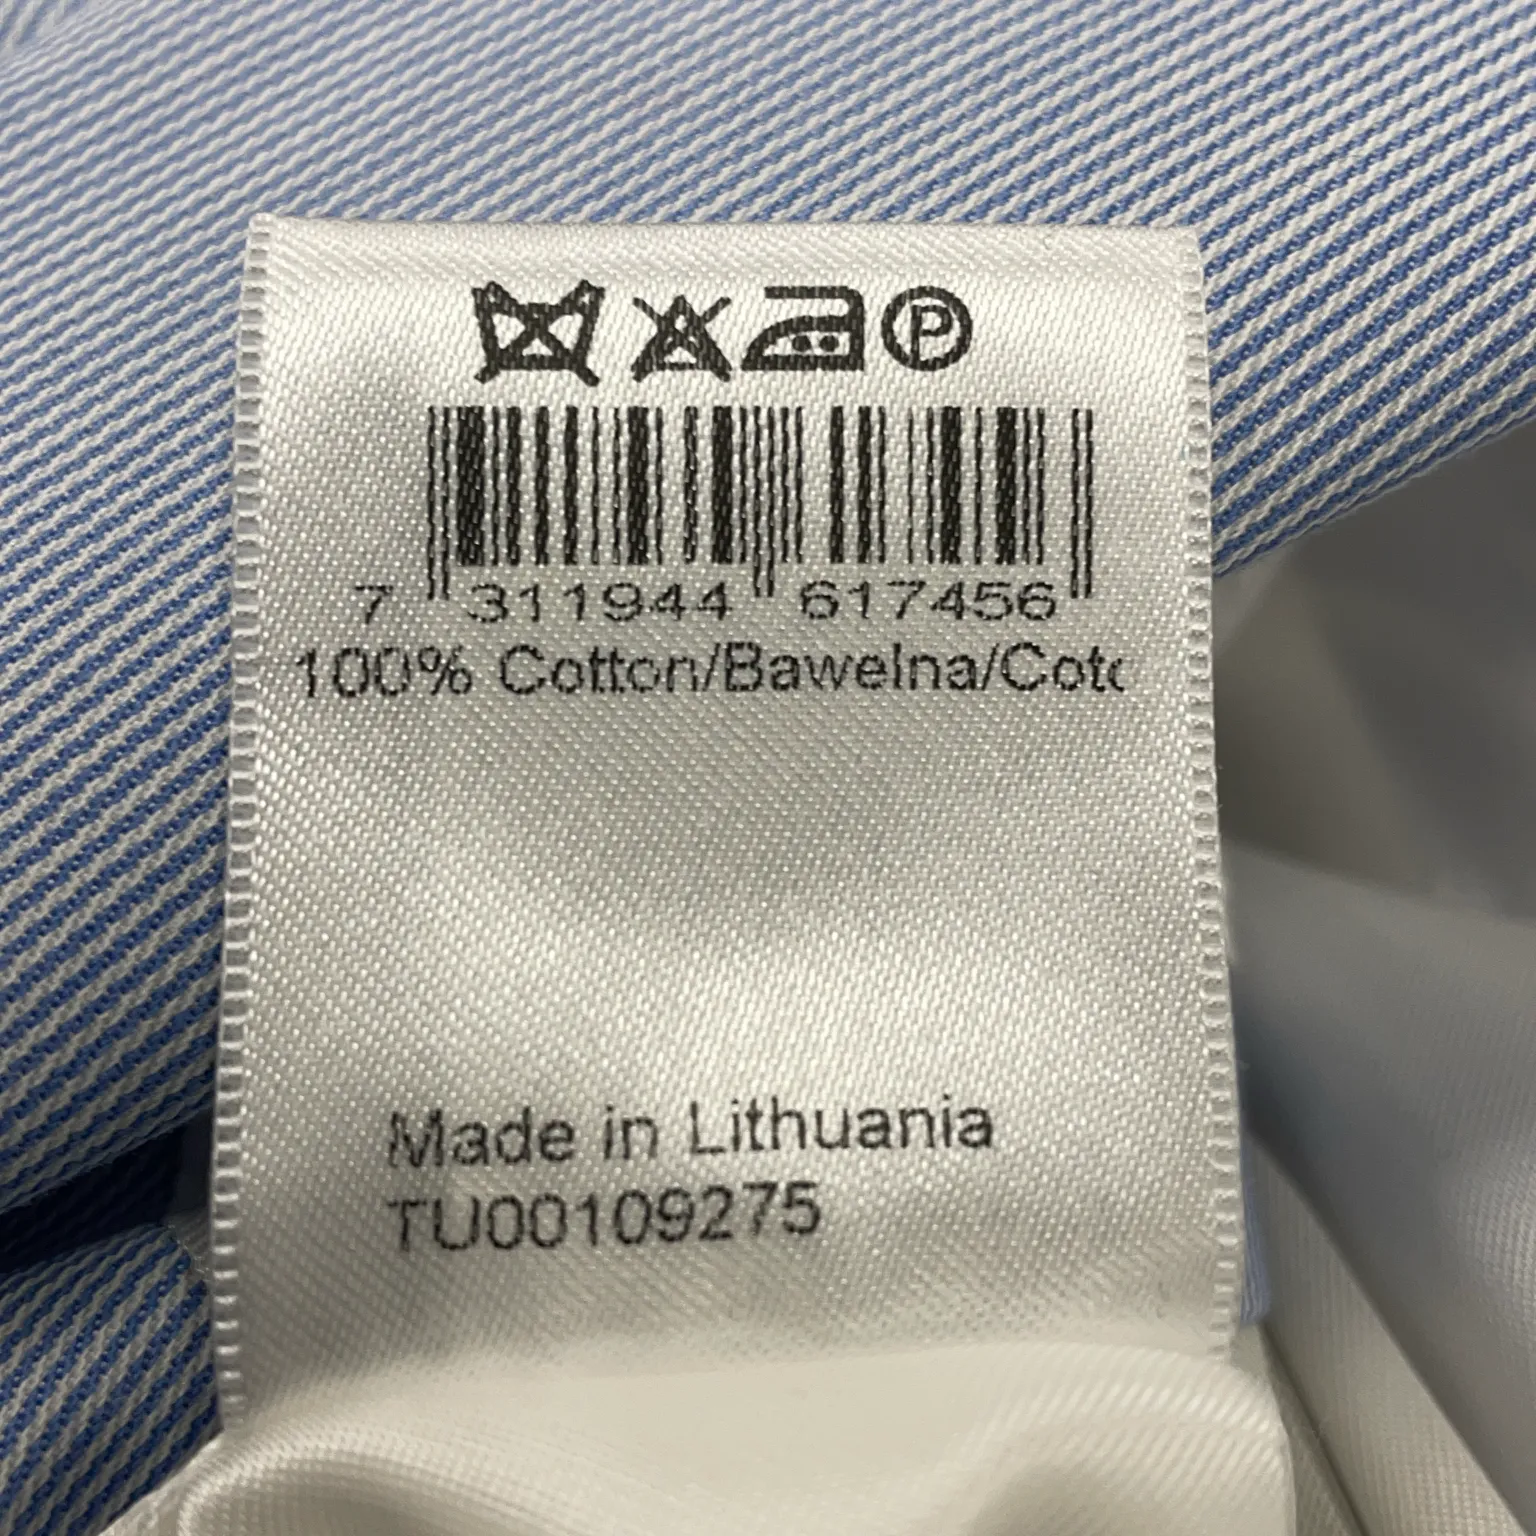 P
7 311944 617456
100% Cotton/Bawelna/Coto
Made in Lithuania
TU00109275